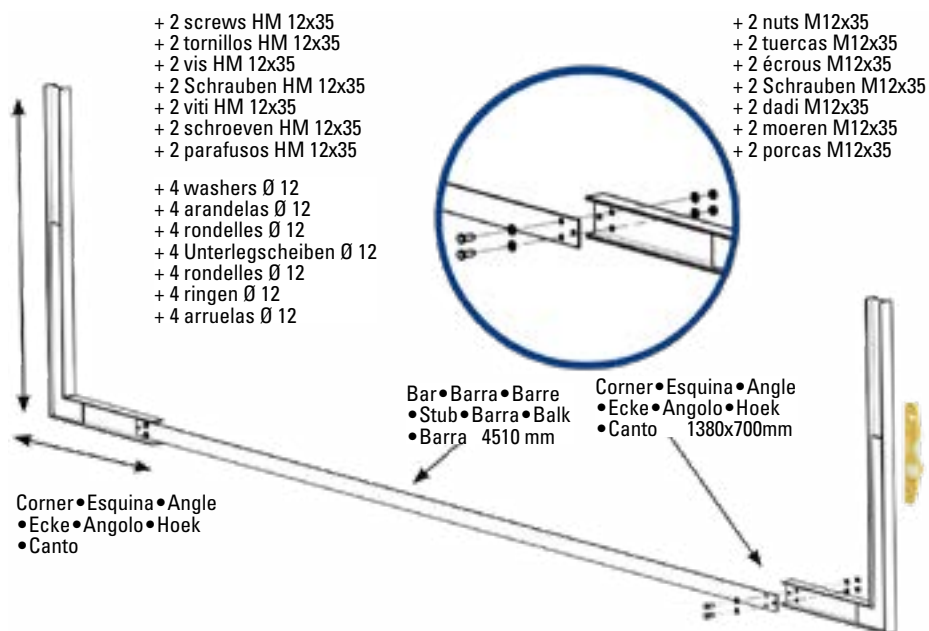 + 2 screws HM 12x35
+ 2 tornillos HM 12x35
+ 2 vis HM 12x35
+ 2 Schrauben HM 12x35
+ 2 viti HM 12x35
+ 2 schroeven HM 12x35
+ 2 parafusos HM 12x35
+ 4 washers Ø 12
+ 4 arandelas Ø 12
+ 4 rondelles Ø 12
+ 4 Unterlegscheiben Ø 12
+ 4 rondelles Ø 12
+ 4 ringen Ø 12
+ 4 arruelas Ø 12
+ 2 nuts M12x35
+ 2 tuercas M12x35
+ 2 écrous M12x35
+ 2 Schrauben M12x35
+ 2 dadi M12x35
+ 2 moeren M12x35
+ 2 porcas M12x35
Bar•Barra•Barre
•Stub•Barra•Balk
•Barra 4510 mm
Corner•Esquina•Angle
•Ecke•Angolo•Hoek
•Canto 1380x700mm
Corner•Esquina•Angle
•Ecke•Angolo•Hoek
•Canto